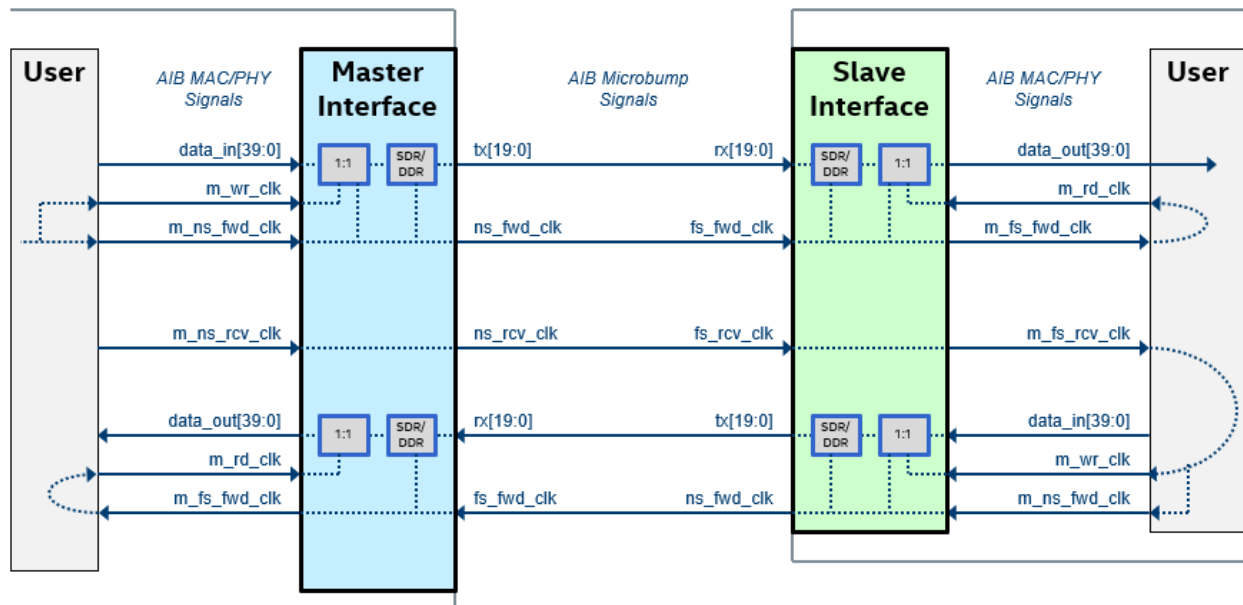 User
AIB MAC/PHY
Signals
Master
Interface
AIB Microbump
Signals
Slave
Interface
AIB MAC/PHY
Signals
User
data_in[39:0]
1:1
SDR/
DDR
tx[19:0]
rx[19:0]
SDR/
DDR
1:1
data_out[39:0]
m_wr_clk
m_rd_clk
m_ns_fwd_clk
ns_fwd_clk
fs_fwd_clk
m_fs_fwd_clk
m_ns_rcv_clk
ns_rcv_clk
fs_rcv_clk
m_fs_rcv_clk
data_out[39:0]
1:1
SDR/
DDR
rx[19:0]
tx[19:0]
SDR/
DDR
1:1
data_in[39:0]
m_rd_clk
m_wr_clk
m_fs_fwd_clk
fs_fwd_clk
ns_fwd_clk
m_ns_fwd_clk